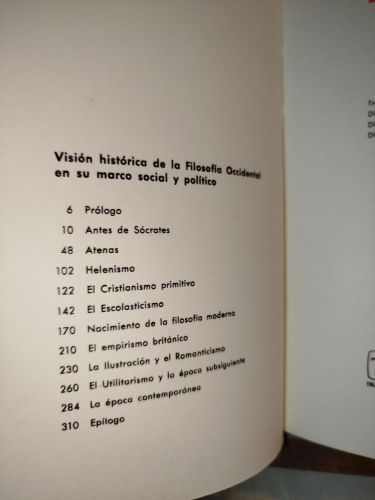 Visión histórica de la Filosofía Occidental
en su marco social y político
6 Prólogo
10 Antes de Sócrates
48 Atenas
102 Helenismo
122 El Cristianismo primitivo
142 El Escolasticismo
170 Nacimiento de la filosofía moderna
210 El empirismo británico
230 La Ilustración y el Romanticismo
260 El Utilitarismo y la época subsiguiente
284 La época contemporánea
310 Epílogo